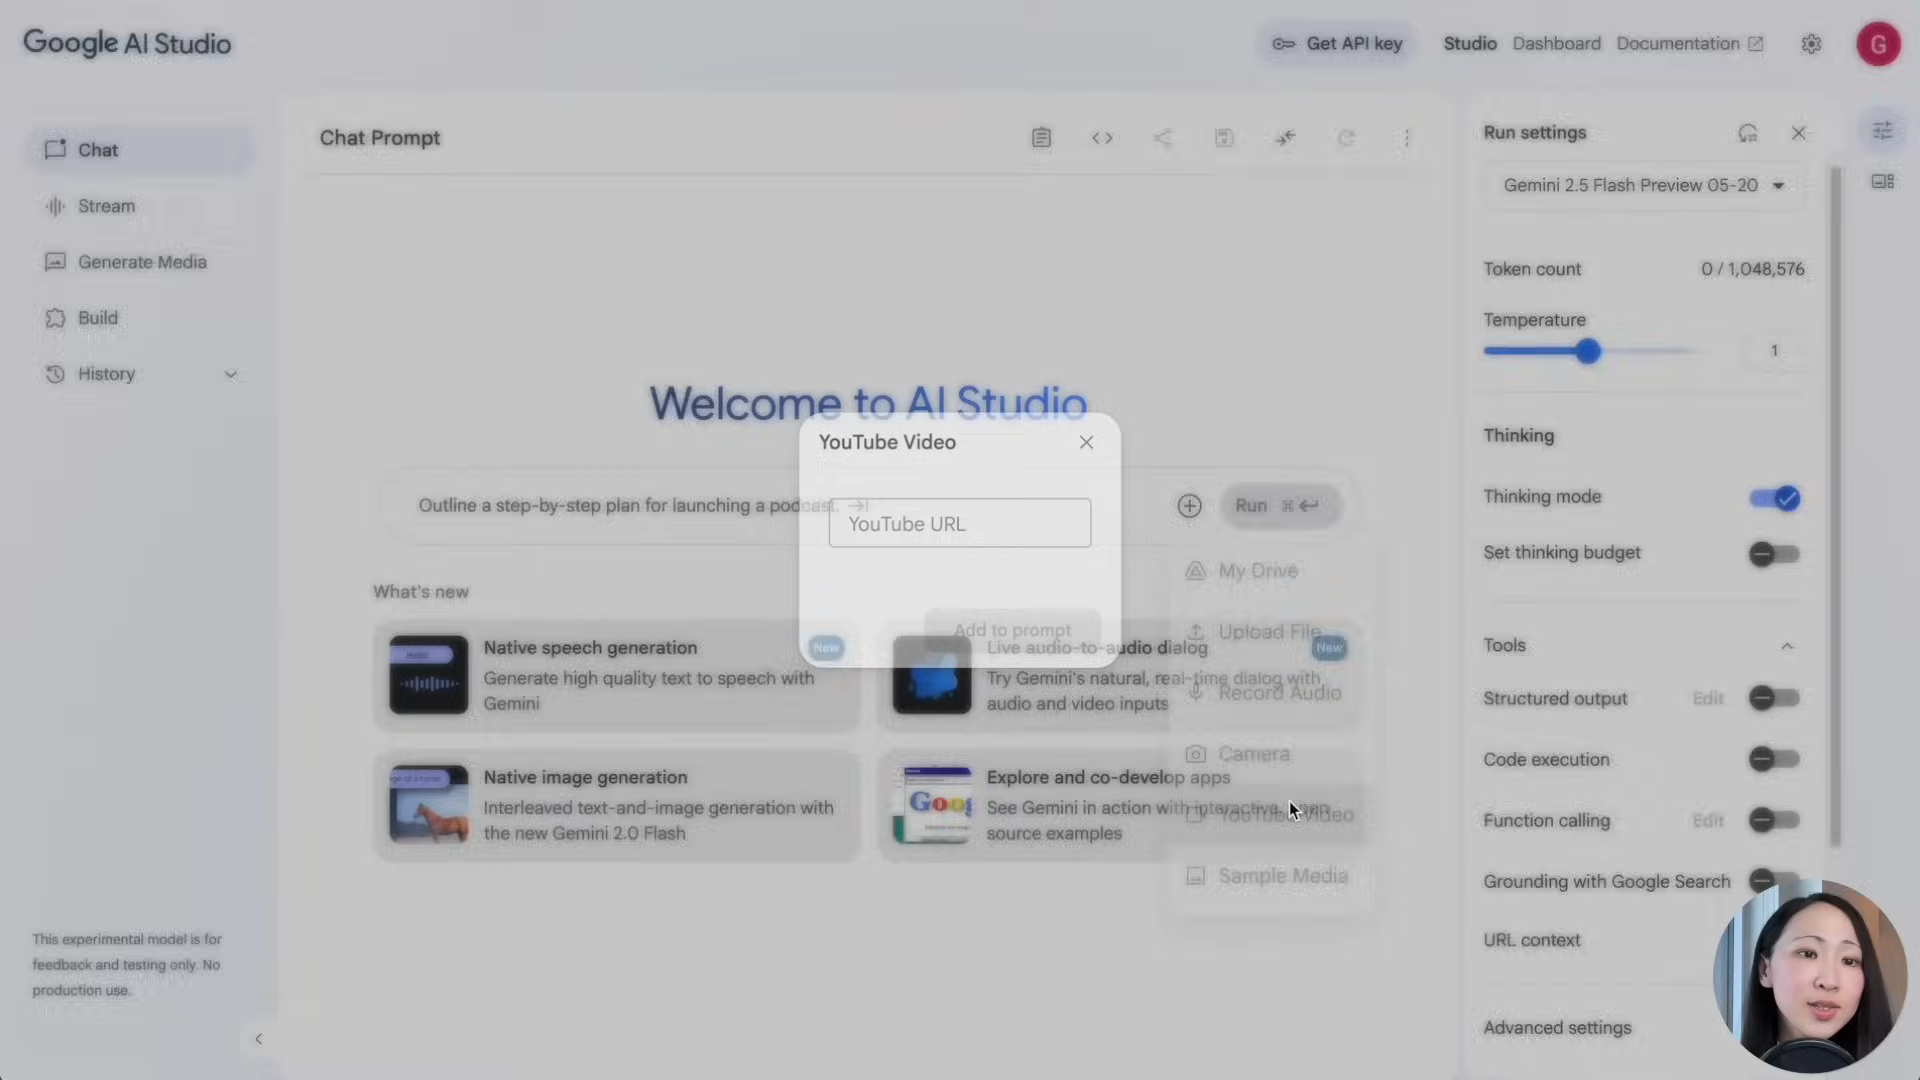 Google AI Studio
Get API key
Studio
Dashboard
Documentation
G
Chat
Stream
Generate Media
Build
History
This experimental model is for
feedback and testing only. No
production use.
Chat Prompt
Welcome to AI Studio
YouTube Video
Outline a step-by-step plan for launching a podcast.
YouTube URL
Run ⌘
Add to prompt
My Drive
Upload File
Record Audio
Camera
YouTube Video
Sample Media
What's new
Native speech generation
New
Generate high quality text to speech with
Gemini
Live audio-to-audio dialog
New
Try Gemini's natural, real-time dialog with
audio and video inputs
Native image generation
Interleaved text-and-image generation with
the new Gemini 2.0 Flash
Explore and co-develop apps
See Gemini in action with interactive, open
source examples
Run settings
Gemini 2.5 Flash Preview 05-20
Token count
0 / 1,048,576
Temperature
1
Thinking
Thinking mode
Set thinking budget
Tools
Structured output
Edit
Code execution
Function calling
Edit
Grounding with Google Search
URL context
Advanced settings